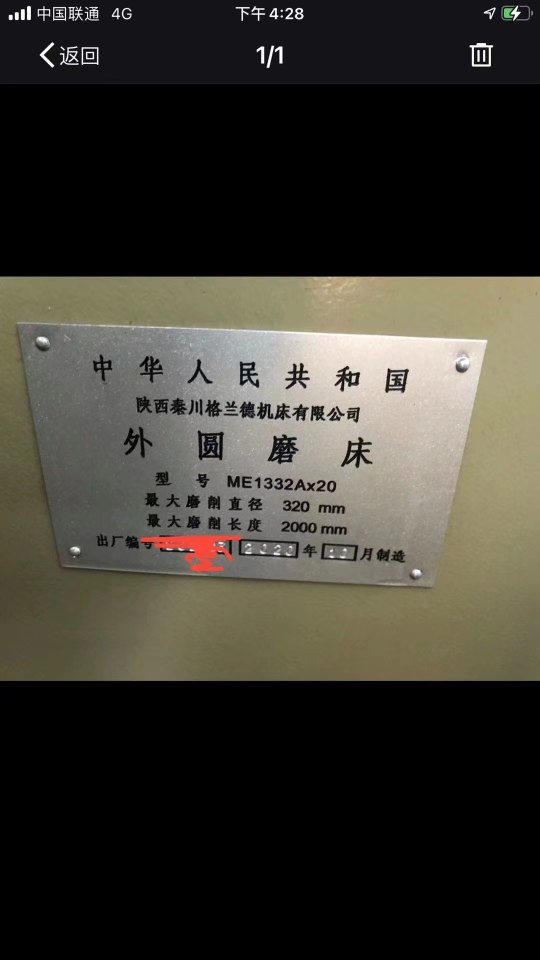 中国联通 4G 下午4:28
返回 1/1
中华人民共和国
陕西秦川格兰德机床有限公司
外圆磨床
型号 ME1332Ax20
最大磨削直径 320 mm
最大磨削长度 2000 mm
出厂编号 2020 年 月制造